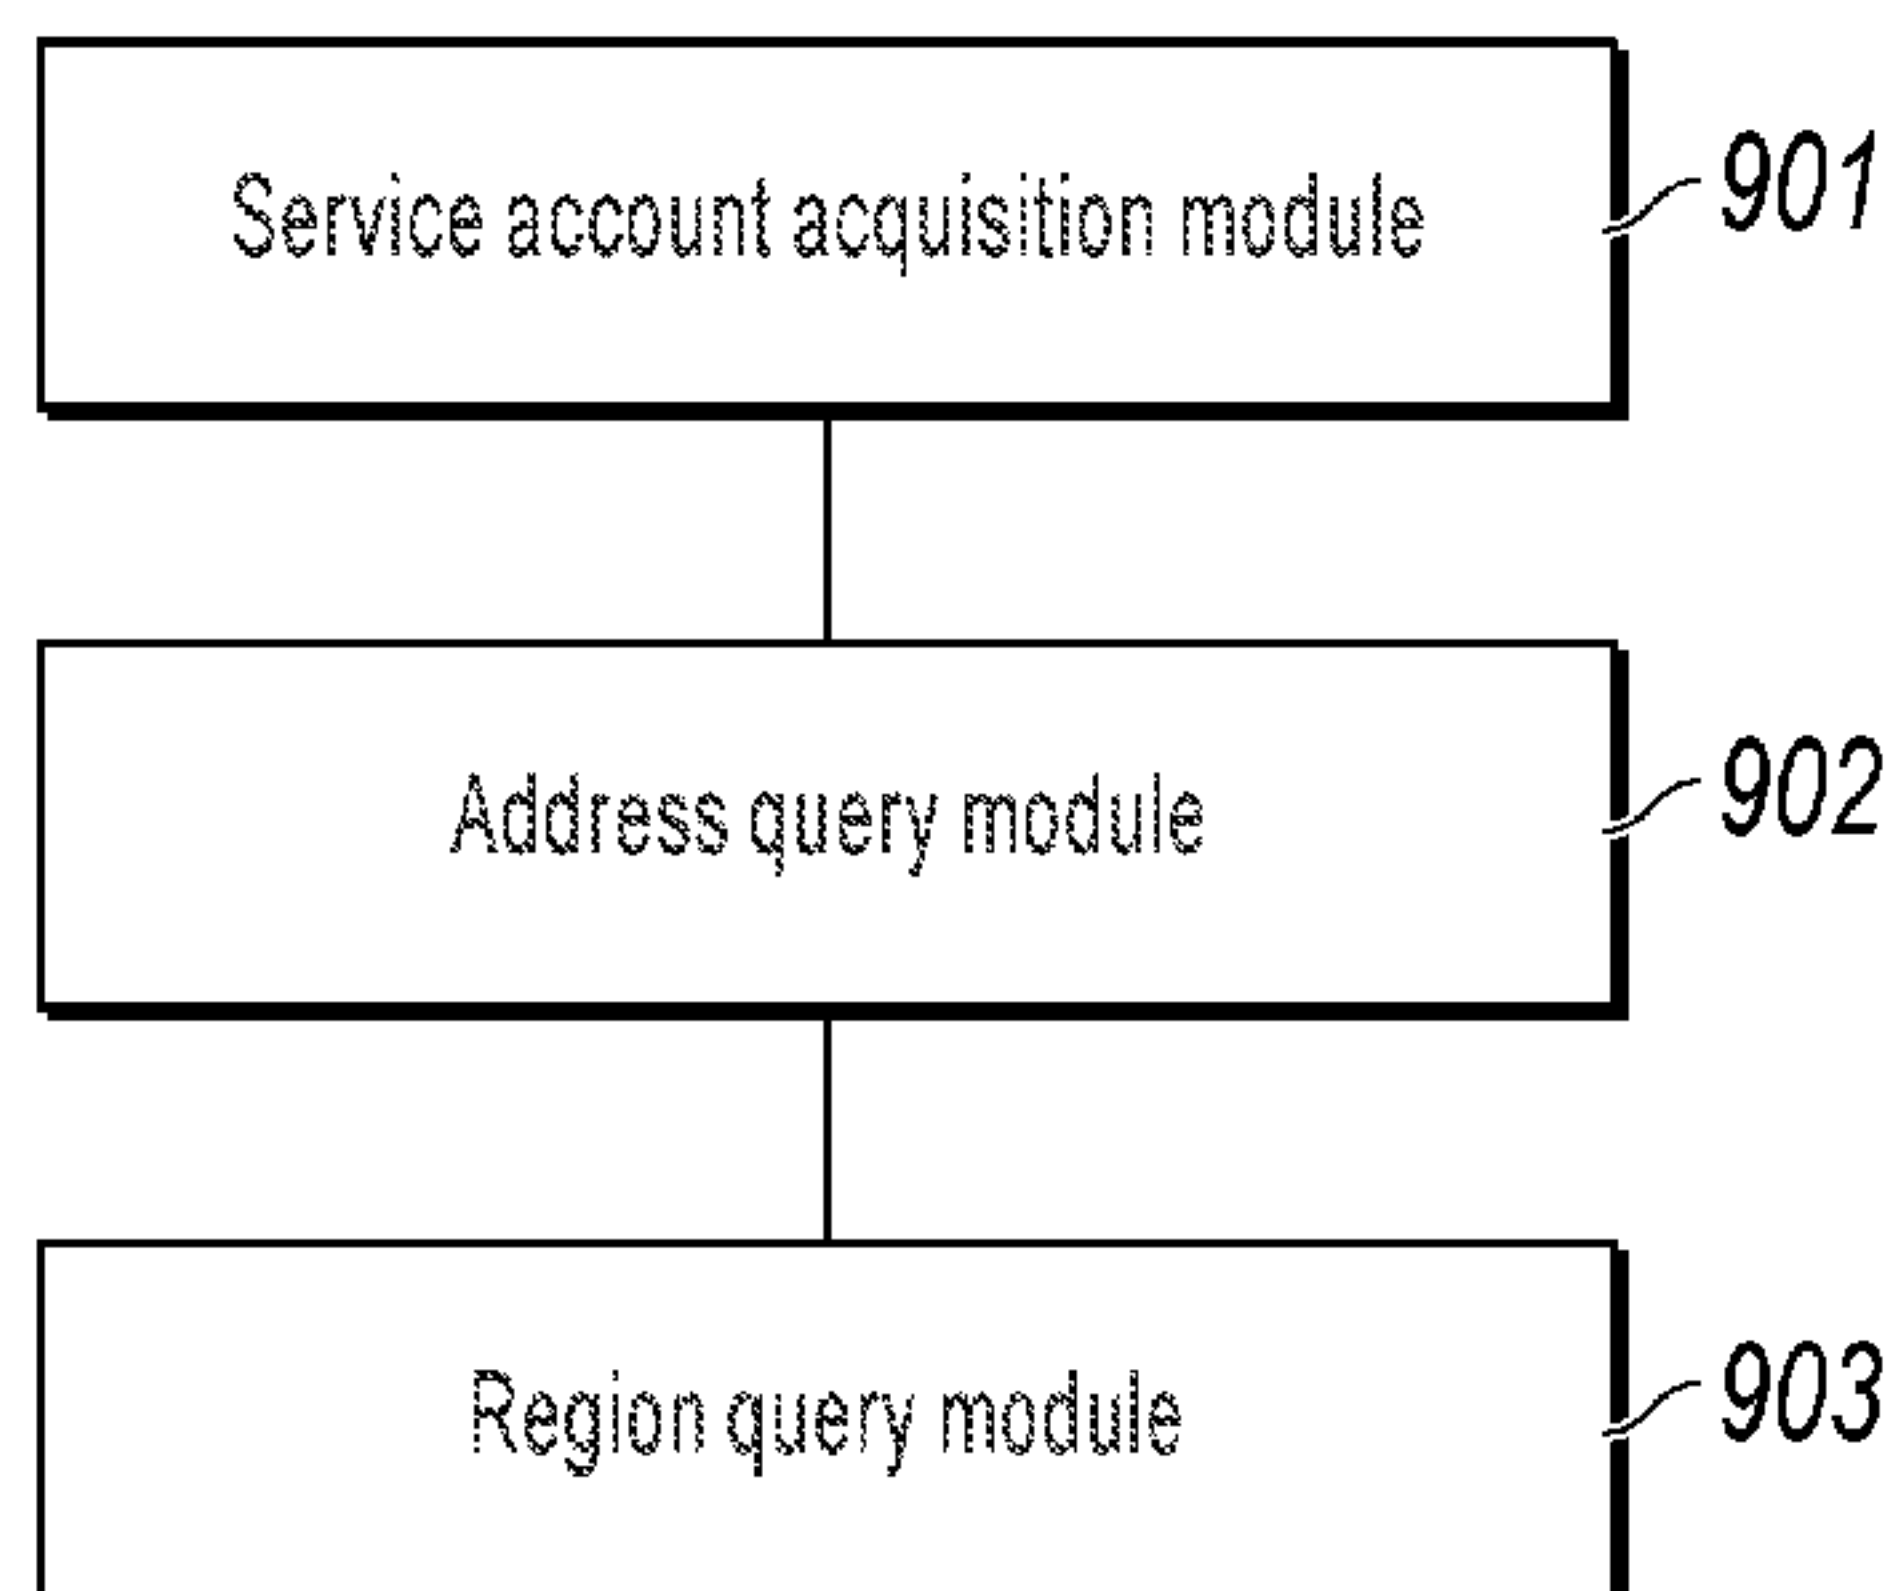 Service account acquisition module
901
Address query module
902
Region query module
903